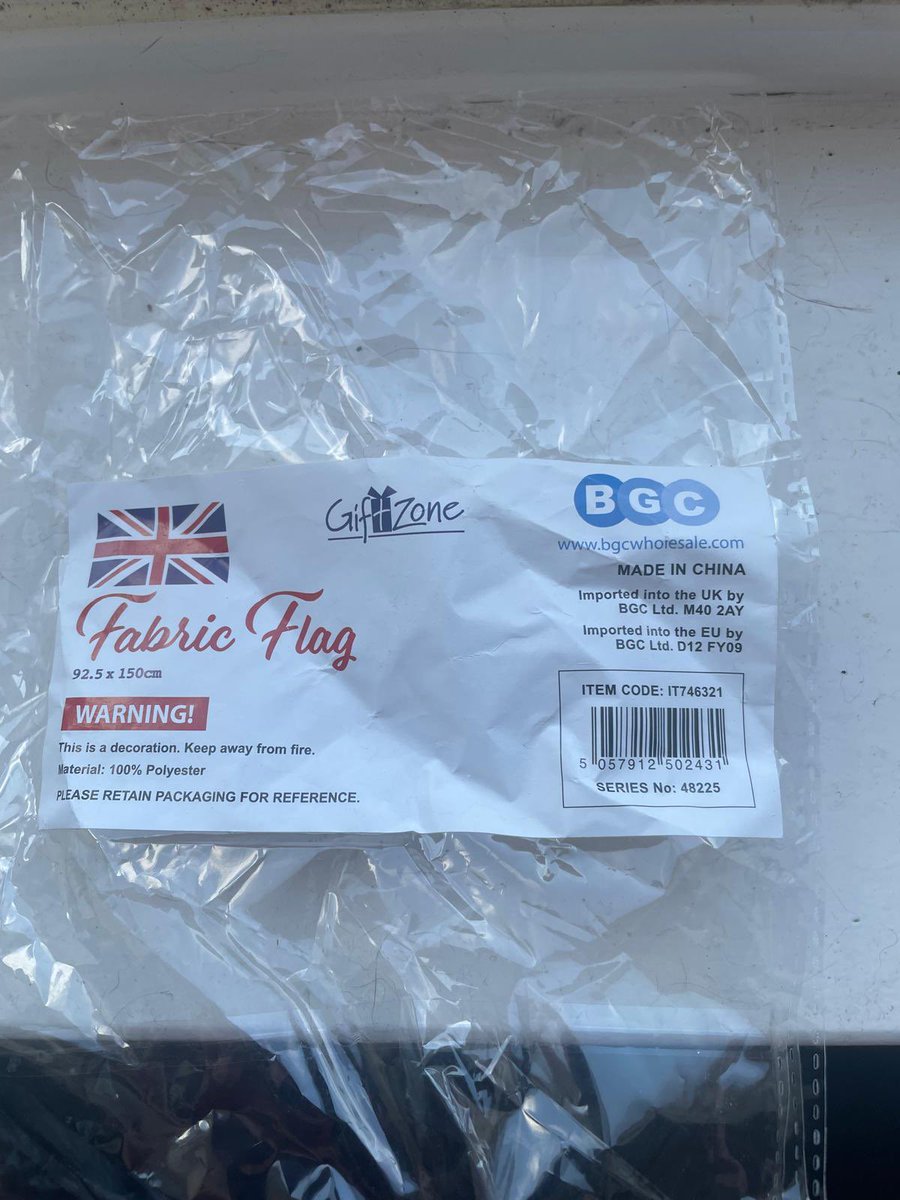 Gift Zone
Fabric Flag
92.5 x 150cm
WARNING!
This is a decoration. Keep away from fire.
Material: 100% Polyester
PLEASE RETAIN PACKAGING FOR REFERENCE.
BGC
www.bgcwholesale.com
MADE IN CHINA
Imported into the UK by
BGC Ltd. M40 2AY
Imported into the EU by
BGC Ltd. D12 FY09
ITEM CODE: IT746321
5 057912 502431
SERIES No: 48225